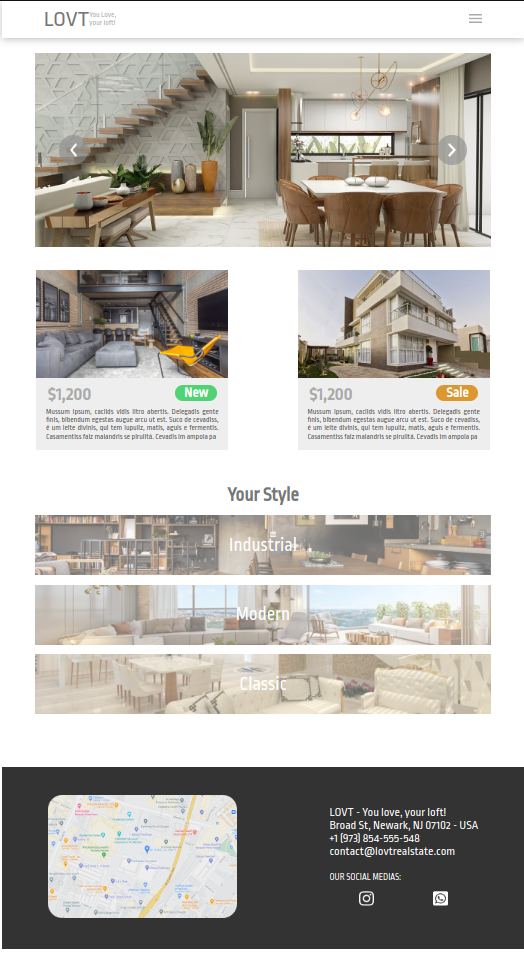 LOVT You Love,
your loft!
$1,200 New
Mussum Ipsum, cacilds vidis litro abertis. Delegadis gente
finis, bibendum egestas augue arcu ut est. Suco de cevadiss,
é um leite divinis, qui tem lupuliz, matis, aguis e fermentis.
Casamentiss faiz malandris se pirulitá. Cevadis im ampola pa
$1,200 Sale
Mussum Ipsum, cacilds vidis litro abertis. Delegadis gente
finis, bibendum egestas augue arcu ut est. Suco de cevadiss,
é um leite divinis, qui tem lupuliz, matis, aguis e fermentis.
Casamentiss faiz malandris se pirulitá. Cevadis im ampola pa
Your Style
Industrial
Modern
Classic
LOVT - You love, your loft!
Broad St, Newark, NJ 07102 - USA
+1 (973) 854-555-548
contact@lovtrealstate.com
OUR SOCIAL MEDIAS: